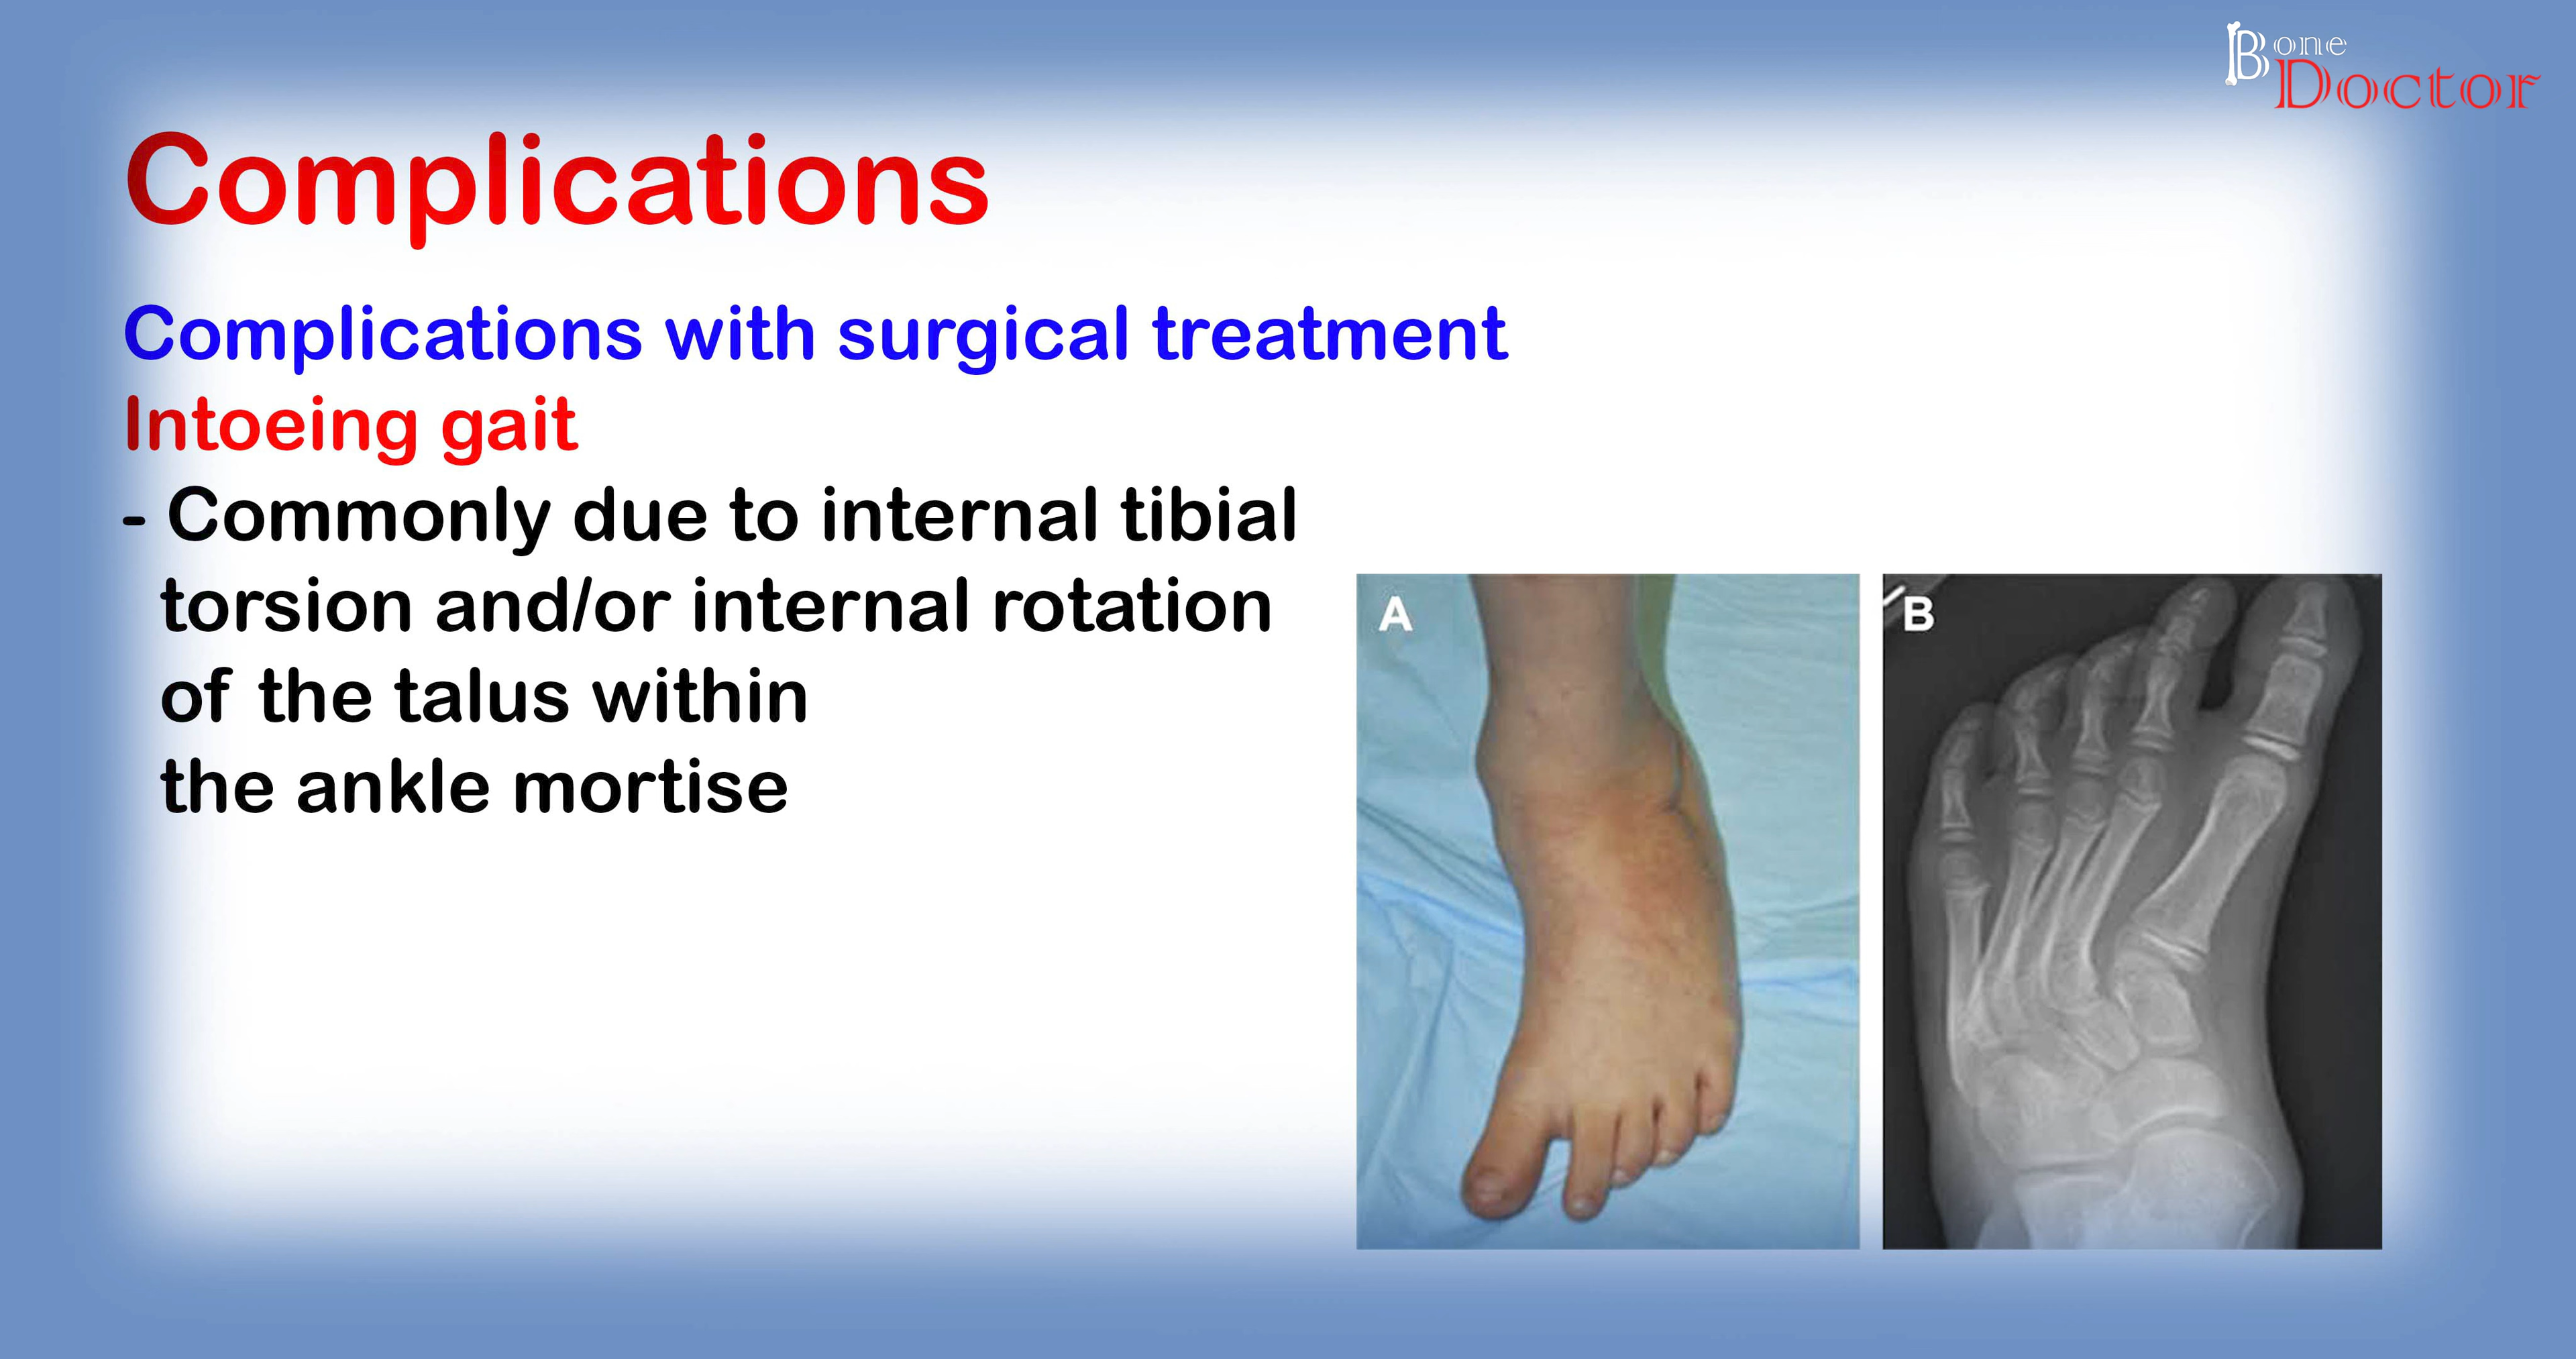 Bone
Doctor
Complications
Complications with surgical treatment
Intoeing gait
- Commonly due to internal tibial
torsion and/or internal rotation
of the talus within
the ankle mortise
A
B